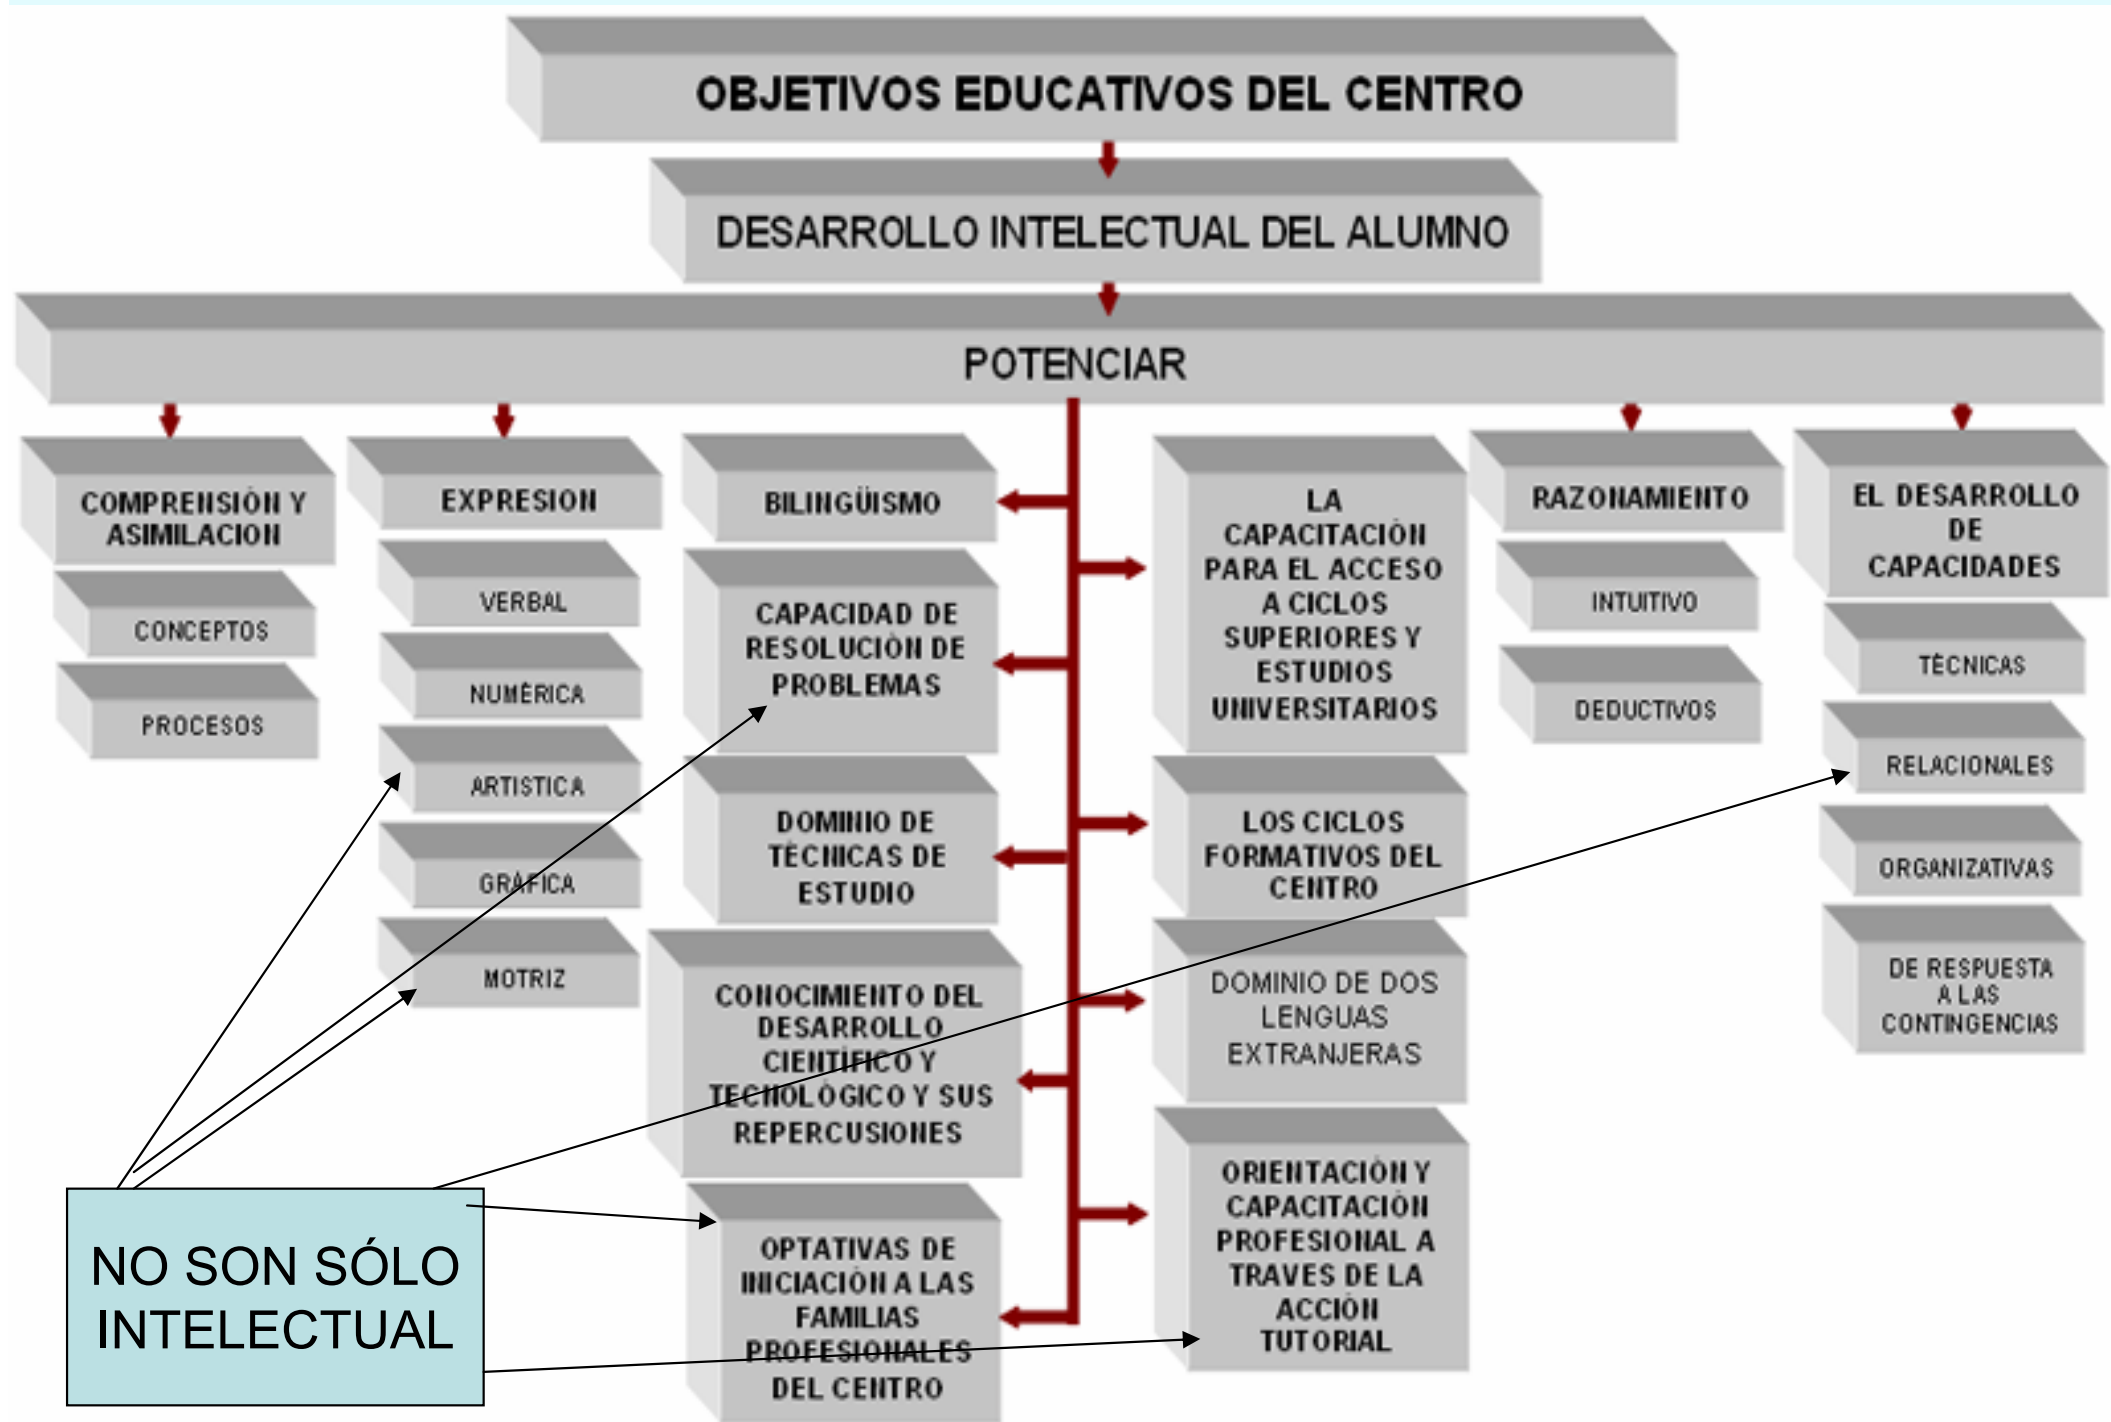 OBJETIVOS EDUCATIVOS DEL CENTRO
DESARROLLO INTELECTUAL DEL ALUMNO
POTENCIAR
COMPRENSIÓN Y
ASIMILACION
CONCEPTOS
PROCESOS
EXPRESION
VERBAL
NUMÉRICA
ARTISTICA
GRÁFICA
MOTRIZ
BILINGÜISMO
CAPACIDAD DE
RESOLUCIÓN DE
PROBLEMAS
DOMINIO DE
TÉCNICAS DE
ESTUDIO
CONOCIMIENTO DEL
DESARROLLO
CIENTÍFICO Y
TECNOLÓGICO Y SUS
REPERCUSIONES
OPTATIVAS DE
INICIACIÓN A LAS
FAMILIAS
PROFESIONALES
DEL CENTRO
LA
CAPACITACIÓN
PARA EL ACCESO
A CICLOS
SUPERIORES Y
ESTUDIOS
UNIVERSITARIOS
LOS CICLOS
FORMATIVOS DEL
CENTRO
DOMINIO DE DOS
LENGUAS
EXTRANJERAS
ORIENTACIÓN Y
CAPACITACIÓN
PROFESIONAL A
TRAVES DE LA
ACCIÓN
TUTORIAL
RAZONAMIENTO
INTUITIVO
DEDUCTIVOS
EL DESARROLLO
DE
CAPACIDADES
TÉCNICAS
RELACIONALES
ORGANIZATIVAS
DE RESPUESTA
A LAS
CONTINGENCIAS
NO SON SÓLO
INTELECTUAL